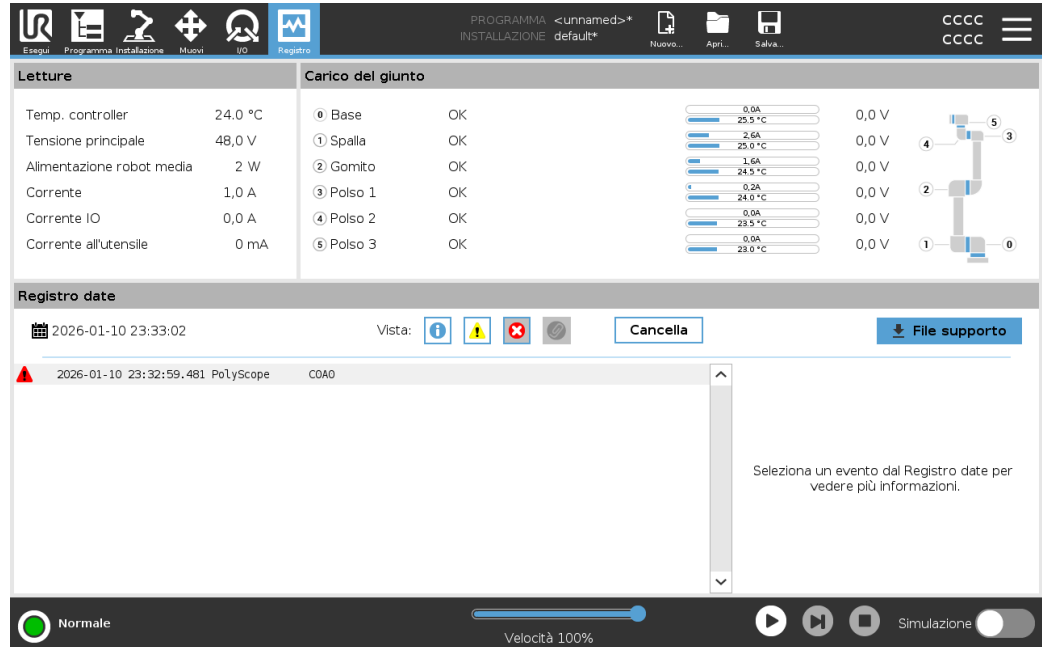 UR
Esegui Programma Installazione Muovi I/O Registro
PROGRAMMA <unnamed>*
INSTALLAZIONE default*
Nuovo... Apri... Salva...
CCCC
CCCC
Letture
Temp. controller 24.0 °C
Tensione principale 48,0 V
Alimentazione robot media 2 W
Corrente 1,0 A
Corrente IO 0,0 A
Corrente all'utensile 0 mA
Carico del giunto
0 Base OK 0,0A 25.5 °C 0,0 V
1 Spalla OK 2,6A 25.0 °C 0,0 V
2 Gomito OK 1,6A 24.5 °C 0,0 V
3 Polso 1 OK 0,2A 24.0 °C 0,0 V
4 Polso 2 OK 0,0A 23.5 °C 0,0 V
5 Polso 3 OK 0,0A 23.0 °C 0,0 V
5
3
4
2
1 0
Registro date
2026-01-10 23:33:02 Vista: Cancella File supporto
2026-01-10 23:32:59.481 PolyScope C0A0
Seleziona un evento dal Registro date per
vedere più informazioni.
Normale
Velocità 100%
Simulazione